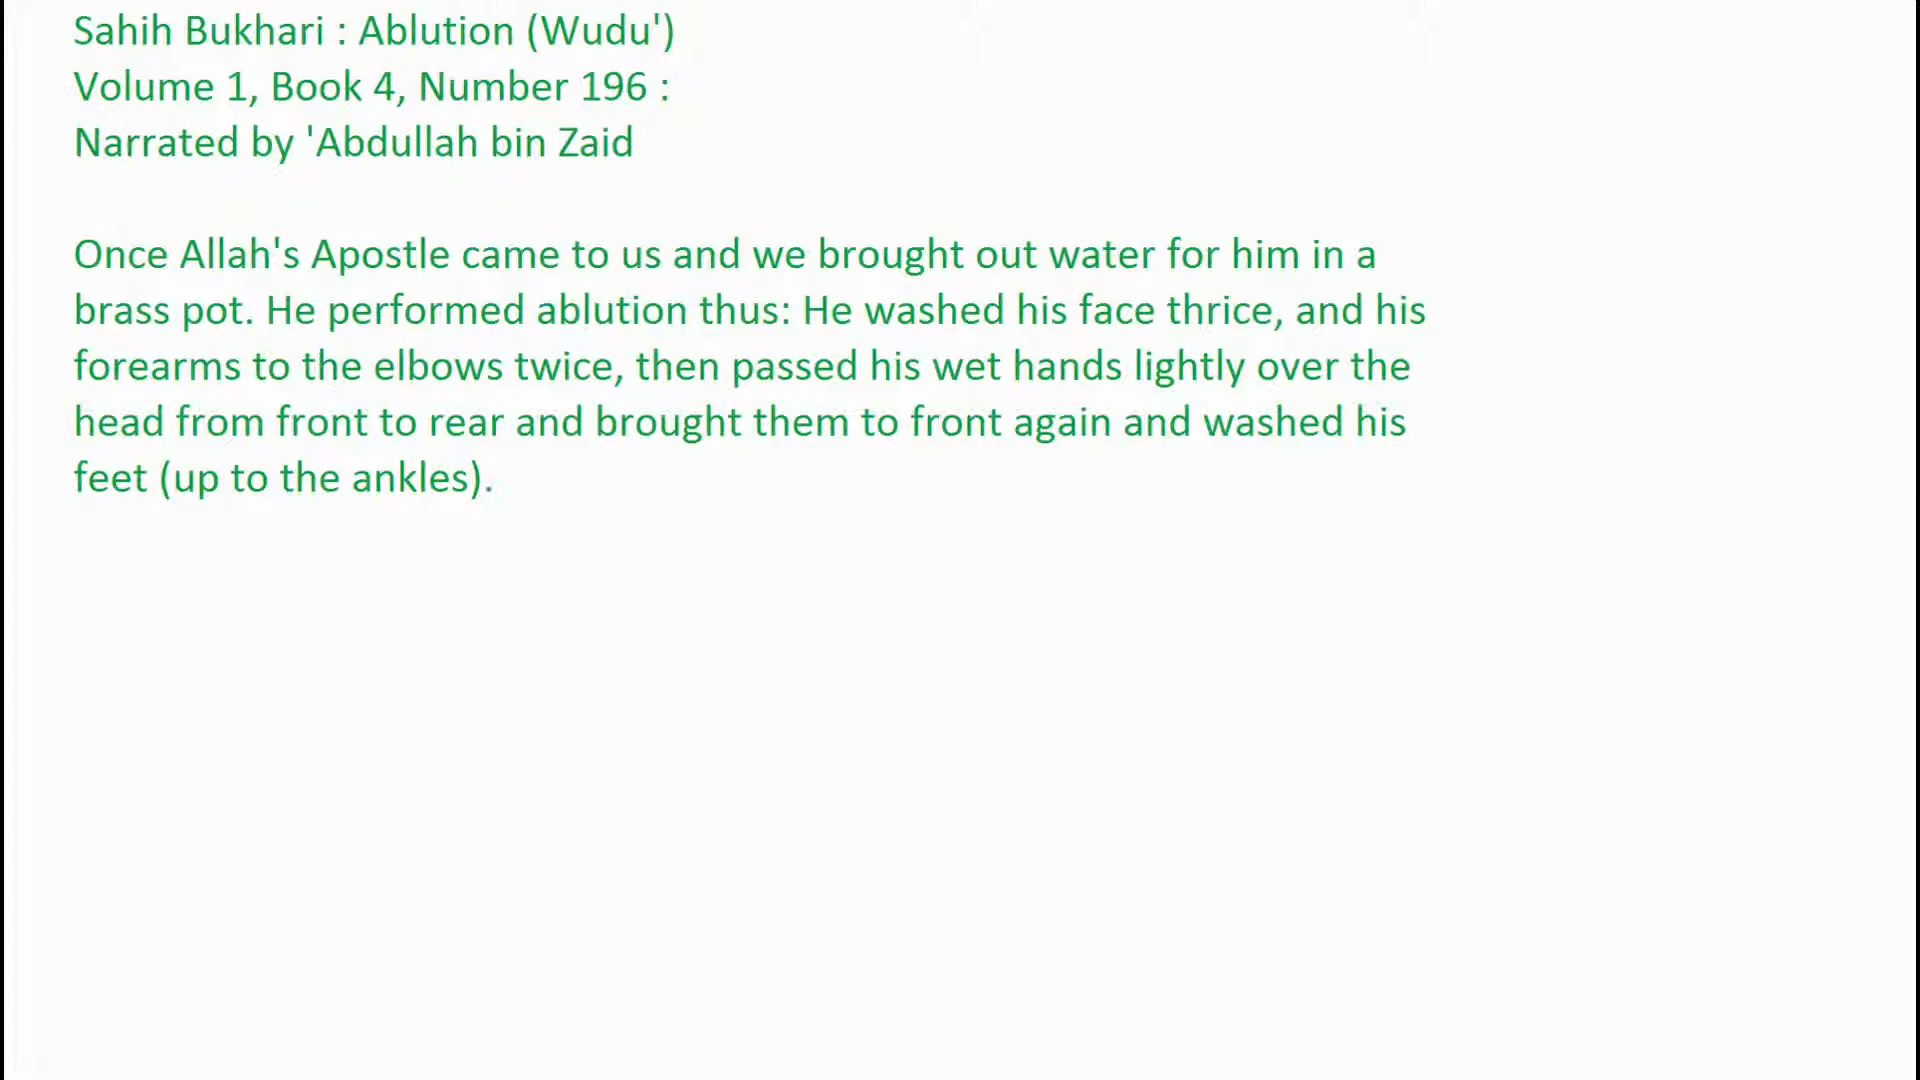 Sahih Bukhari : Ablution (Wudu')
Volume 1, Book 4, Number 196 :
Narrated by 'Abdullah bin Zaid
Once Allah's Apostle came to us and we brought out water for him in a
brass pot. He performed ablution thus: He washed his face thrice, and his
forearms to the elbows twice, then passed his wet hands lightly over the
head from front to rear and brought them to front again and washed his
feet (up to the ankles).